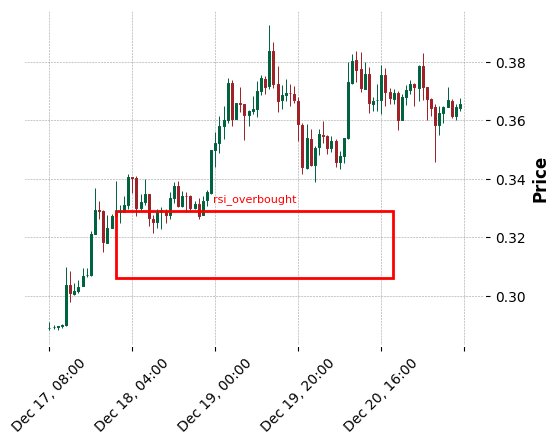 0.38
0.36
rsi_overbought
0.34
0.32
0.30
Price
Dec 17, 08:00
Dec 18, 04:00
Dec 19, 00:00
Dec 19, 20:00
Dec 20, 16:00